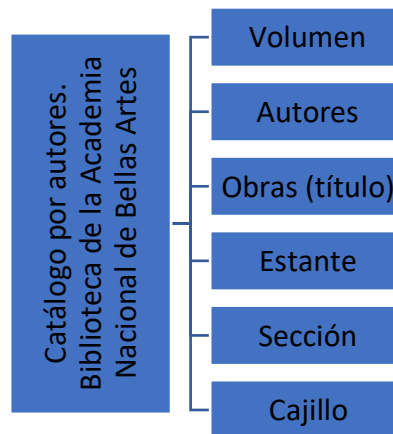 Catálogo por autores.
Biblioteca de la Academia
Nacional de Bellas Artes
Volumen
Autores
Obras (título)
Estante
Sección
Cajillo